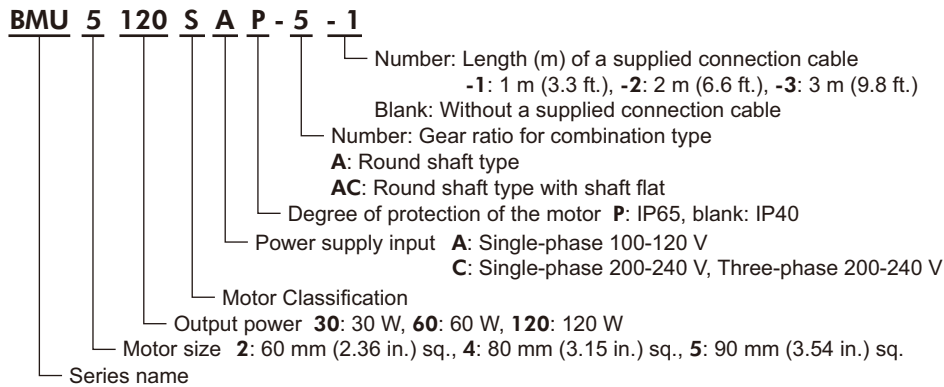 BMU 5 120 S A P - 5 - 1
Number: Length (m) of a supplied connection cable
-1: 1 m (3.3 ft.), -2: 2 m (6.6 ft.), -3: 3 m (9.8 ft.)
Blank: Without a supplied connection cable
Number: Gear ratio for combination type
A: Round shaft type
AC: Round shaft type with shaft flat
Degree of protection of the motor P: IP65, blank: IP40
Power supply input A: Single-phase 100-120 V
C: Single-phase 200-240 V, Three-phase 200-240 V
Motor Classification
Output power 30: 30 W, 60: 60 W, 120: 120 W
Motor size 2: 60 mm (2.36 in.) sq., 4: 80 mm (3.15 in.) sq., 5: 90 mm (3.54 in.) sq.
Series name